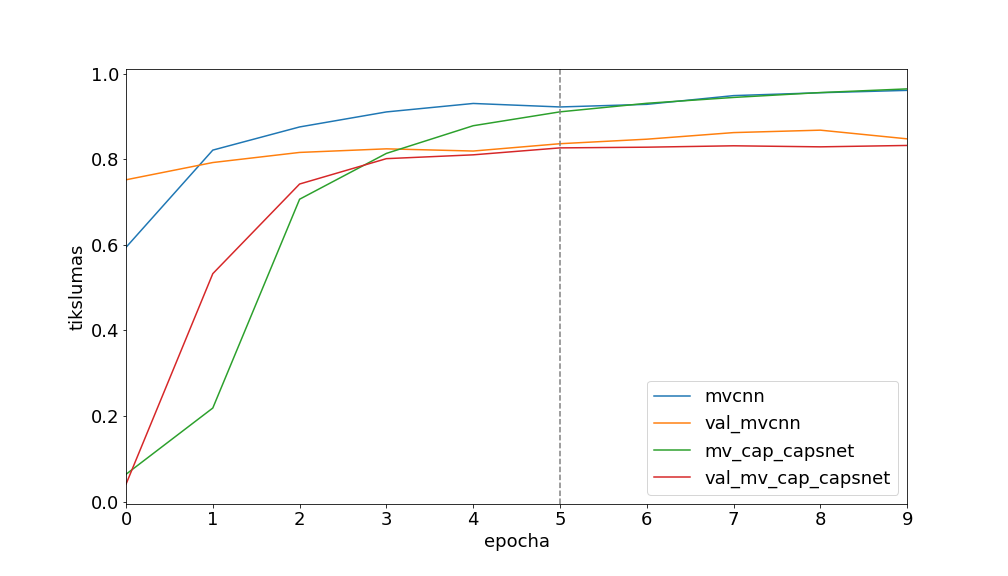 1.0
0.8
0.6
0.4
0.2
0.0
tikslumas
0 1 2 3 4 5 6 7 8 9
epocha
mvcnn
val_mvcnn
mv_cap_capsnet
val_mv_cap_capsnet